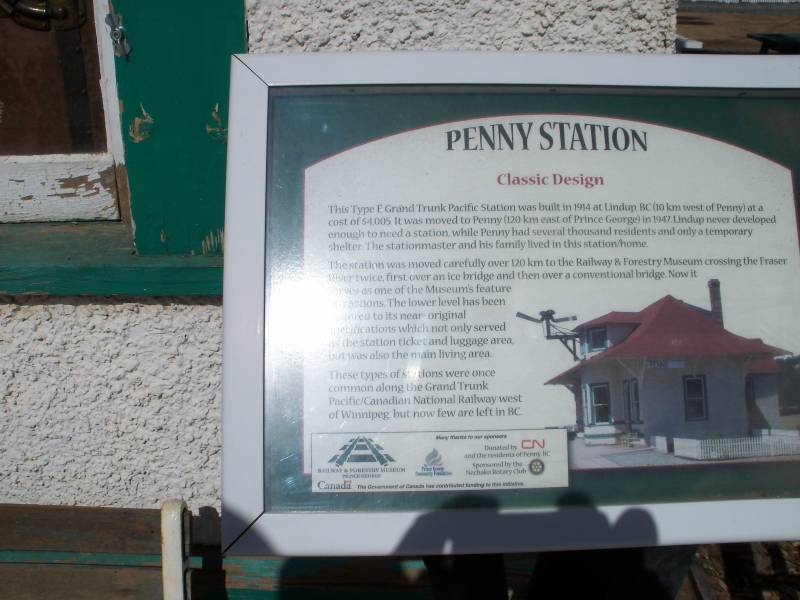 PENNY STATION
Classic Design
This Type E Grand Trunk Pacific Station was built in 1914 at Lindup, BC (10 km west of Penny) at a
cost of $4,005. It was moved to Penny (120 km east of Prince George) in 1947. Lindup never developed
enough to need a station, while Penny had several thousand residents and only a temporary
shelter. The stationmaster and his family lived in this station/home.
The station was moved carefully over 120 km to the Railway & Forestry Museum crossing the Fraser
River twice, first over an ice bridge and then over a conventional bridge. Now it
serves as one of the Museum's feature
attractions. The lower level has been
restored to its near-original
specifications which not only served
as the station ticket and luggage area,
but was also the main living area.
These types of stations were once
common along the Grand Trunk
Pacific/Canadian National Railway west
of Winnipeg, but now few are left in BC.
Many thanks to our sponsors
RAILWAY & FORESTRY MUSEUM
PRINCE GEORGE
Prince George
Community Foundation
Donated by CN
and the residents of Penny, BC
Sponsored by the
Nechako Rotary Club
Canada The Government of Canada has contributed funding to this initiative.